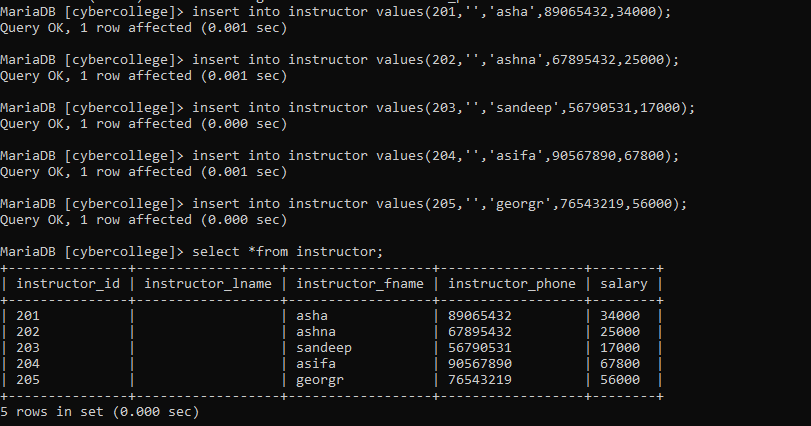 MariaDB [cybercollege]> insert into instructor values(201,'','asha',89065432,34000);
Query OK, 1 row affected (0.001 sec)
MariaDB [cybercollege]> insert into instructor values(202,'','ashna',67895432,25000);
Query OK, 1 row affected (0.001 sec)
MariaDB [cybercollege]> insert into instructor values(203,'','sandeep',56790531,17000);
Query OK, 1 row affected (0.000 sec)
MariaDB [cybercollege]> insert into instructor values(204,'','asifa',90567890,67800);
Query OK, 1 row affected (0.001 sec)
MariaDB [cybercollege]> insert into instructor values(205,'','georgr',76543219,56000);
Query OK, 1 row affected (0.000 sec)
MariaDB [cybercollege]> select *from instructor;
+---------------+------------------+------------------+------------------+--------+
| instructor_id | instructor_lname | instructor_fname | instructor_phone | salary |
+---------------+------------------+------------------+------------------+--------+
| 201           |                  | asha             | 89065432         | 34000  |
| 202           |                  | ashna            | 67895432         | 25000  |
| 203           |                  | sandeep          | 56790531         | 17000  |
| 204           |                  | asifa            | 90567890         | 67800  |
| 205           |                  | georgr           | 76543219         | 56000  |
+---------------+------------------+------------------+------------------+--------+
5 rows in set (0.000 sec)